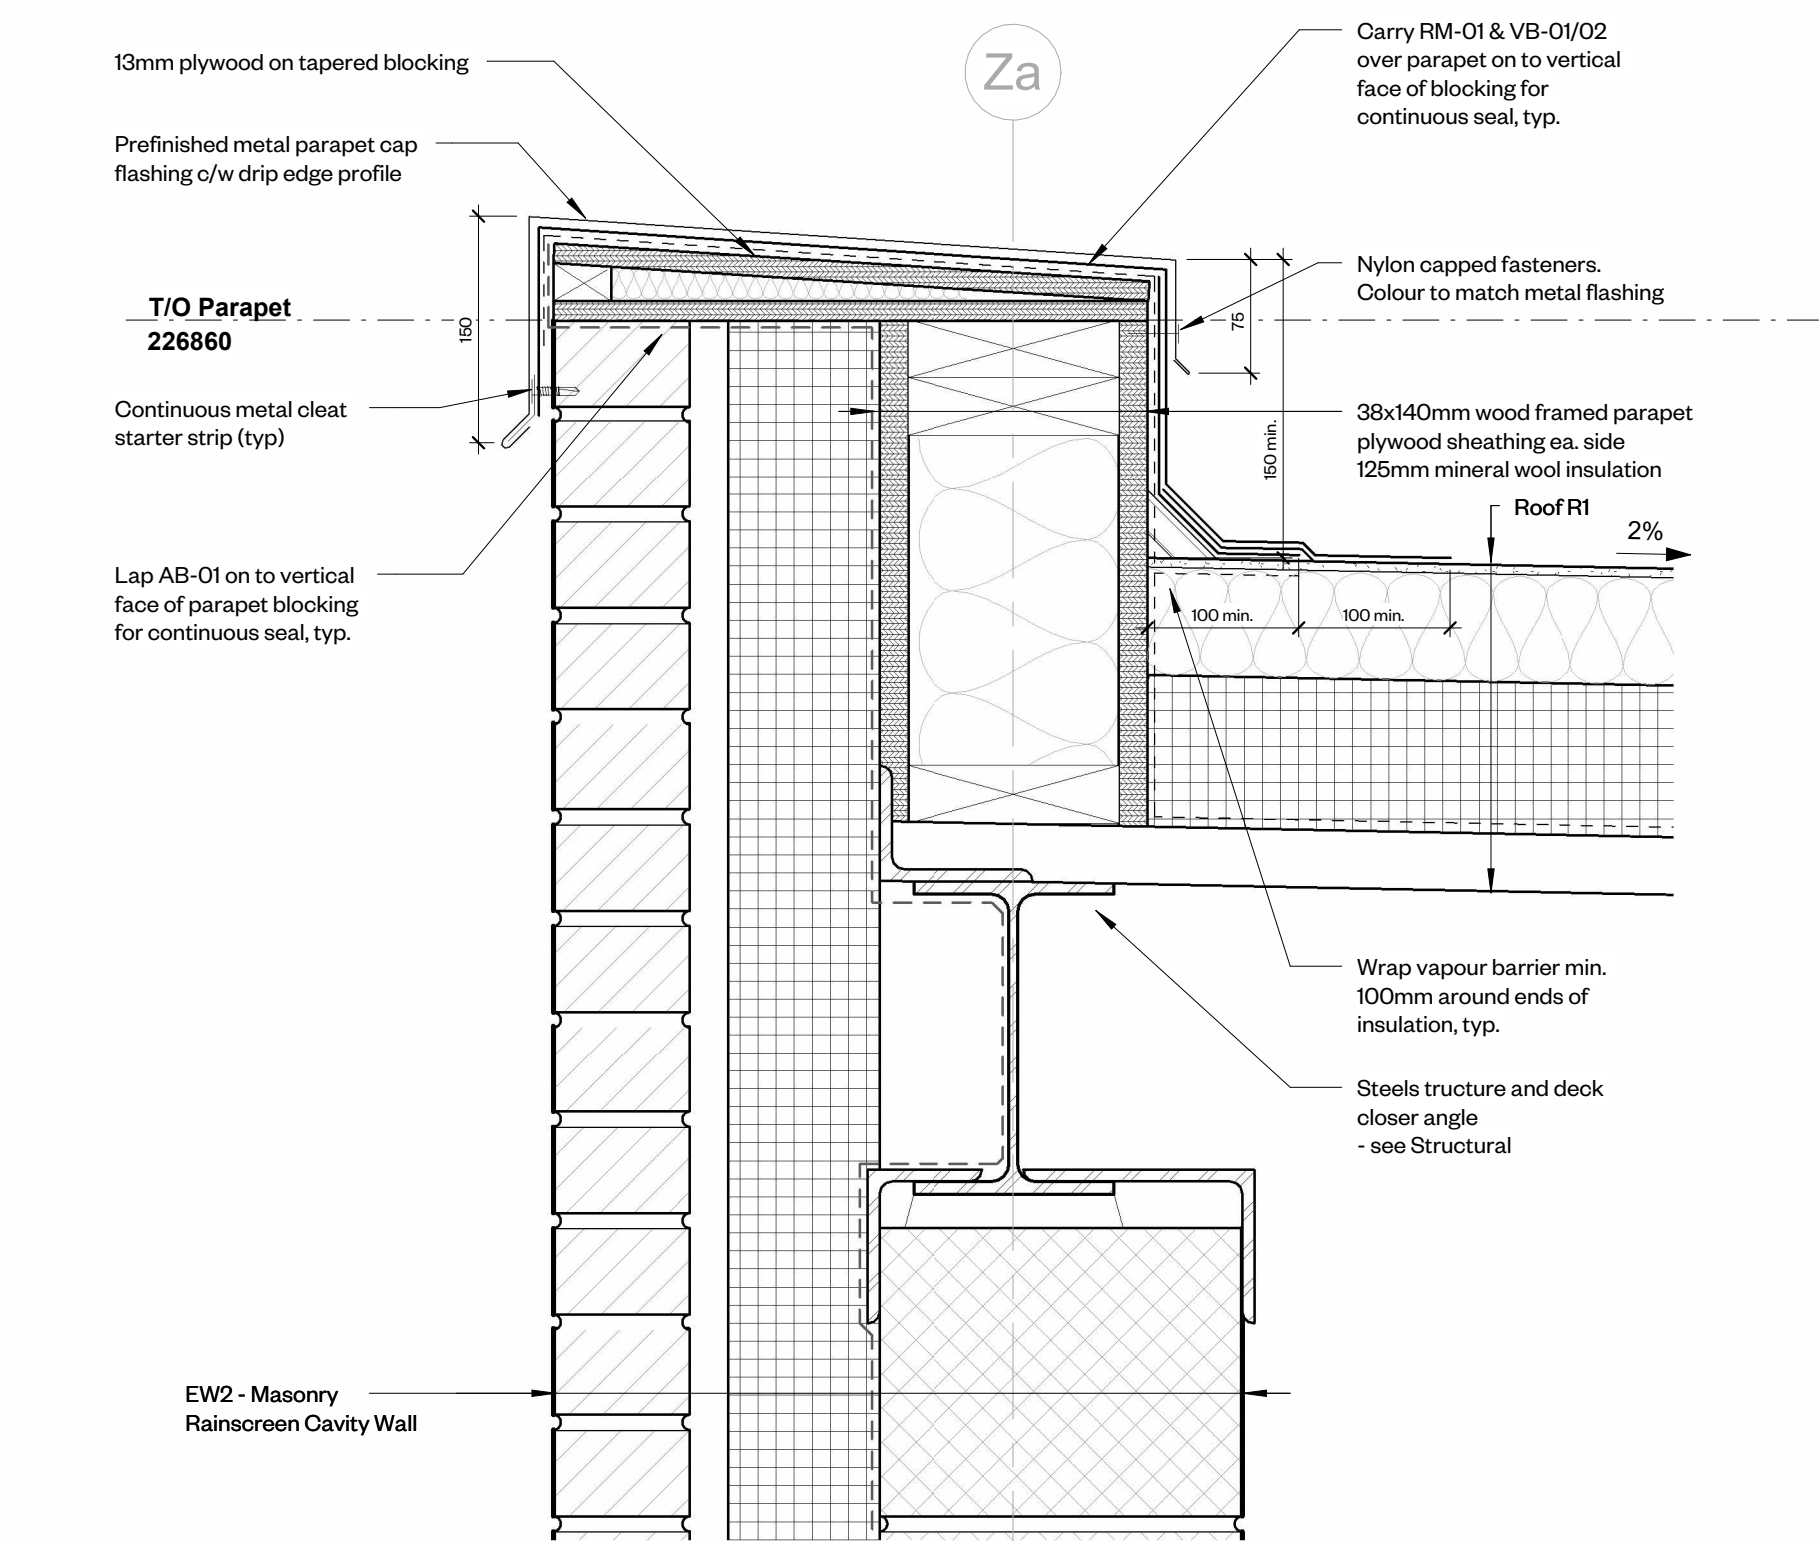 13mm plywood on tapered blocking
Prefinished metal parapet cap
flashing c/w drip edge profile
T/O Parapet
226860
150
Continuous metal cleat
starter strip (typ)
Lap AB-01 on to vertical
face of parapet blocking
for continuous seal, typ.
EW2 - Masonry
Rainscreen Cavity Wall
Za
Carry RM-01 & VB-01/02
over parapet on to vertical
face of blocking for
continuous seal, typ.
Nylon capped fasteners.
Colour to match metal flashing
75
150 min.
38x140mm wood framed parapet
plywood sheathing ea. side
125mm mineral wool insulation
Roof R1
2%
100 min.
100 min.
Wrap vapour barrier min.
100mm around ends of
insulation, typ.
Steels tructure and deck
closer angle
- see Structural